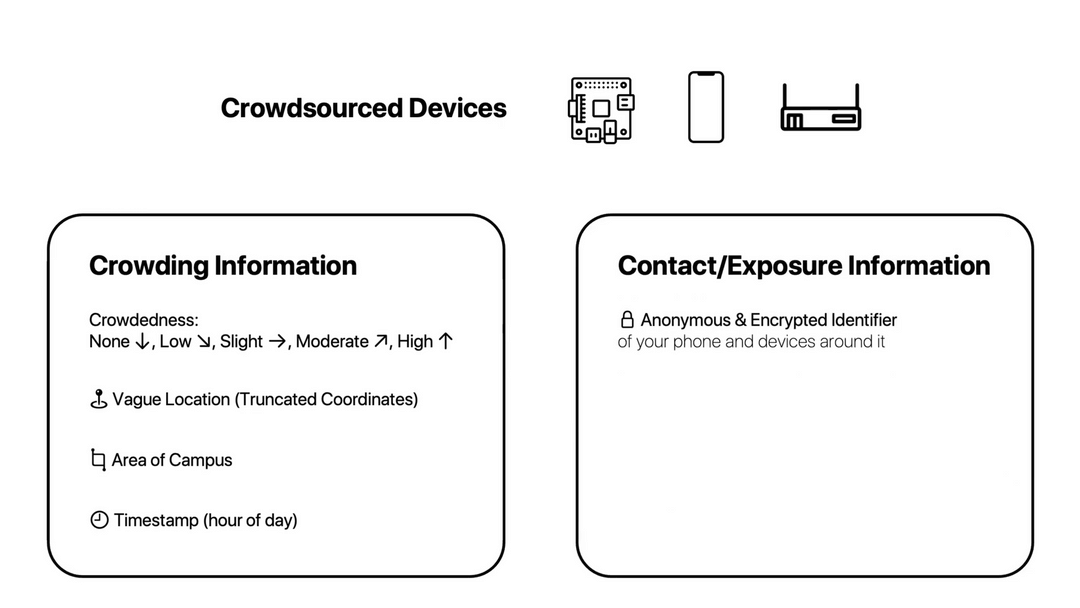 Crowdsourced Devices
Crowding Information
Crowdedness:
None ↓, Low ↘, Slight →, Moderate ↗, High ↑
Vague Location (Truncated Coordinates)
Area of Campus
Timestamp (hour of day)
Contact/Exposure Information
Anonymous & Encrypted Identifier
of your phone and devices around it